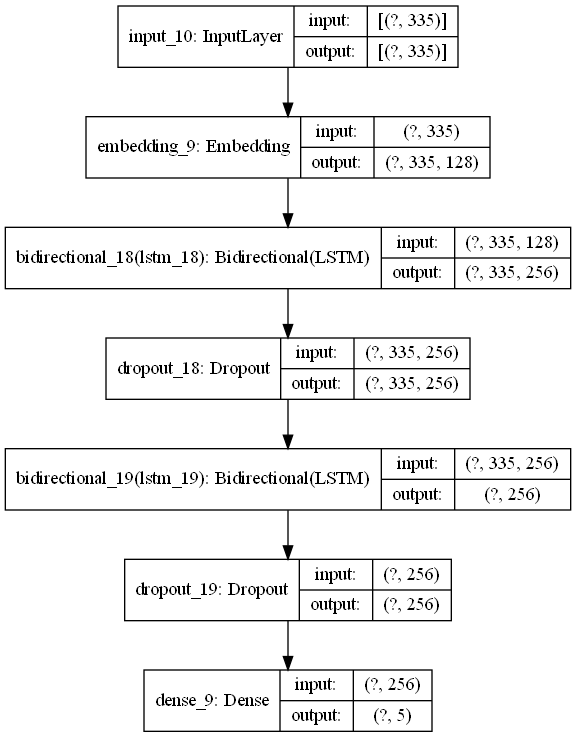 input_10: InputLayer
input: [(?, 335)]
output: [(?, 335)]
embedding_9: Embedding
input: (?, 335)
output: (?, 335, 128)
bidirectional_18(lstm_18): Bidirectional(LSTM)
input: (?, 335, 128)
output: (?, 335, 256)
dropout_18: Dropout
input: (?, 335, 256)
output: (?, 335, 256)
bidirectional_19(lstm_19): Bidirectional(LSTM)
input: (?, 335, 256)
output: (?, 256)
dropout_19: Dropout
input: (?, 256)
output: (?, 256)
dense_9: Dense
input: (?, 256)
output: (?, 5)